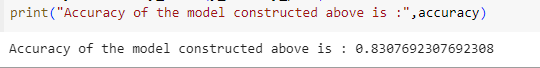 print("Accuracy of the model constructed above is :",accuracy)
Accuracy of the model constructed above is : 0.8307692307692308